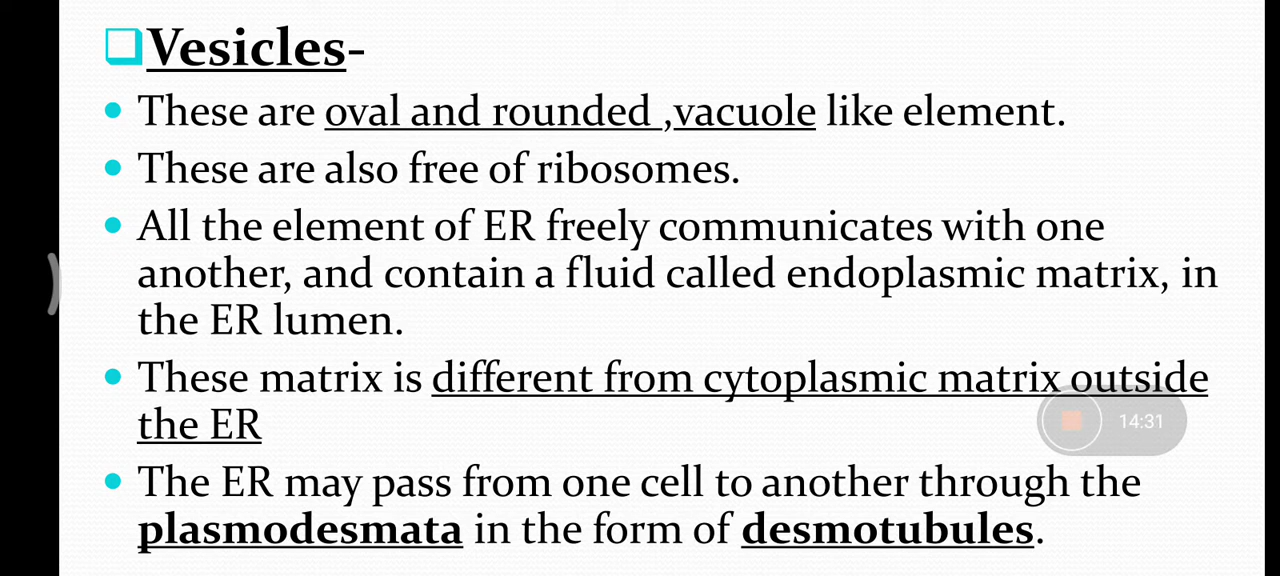 Vesicles-
These are oval and rounded ,vacuole like element.
These are also free of ribosomes.
All the element of ER freely communicates with one
another, and contain a fluid called endoplasmic matrix, in
the ER lumen.
These matrix is different from cytoplasmic matrix outside
the ER
14:31
The ER may pass from one cell to another through the
plasmodesmata in the form of desmotubules.